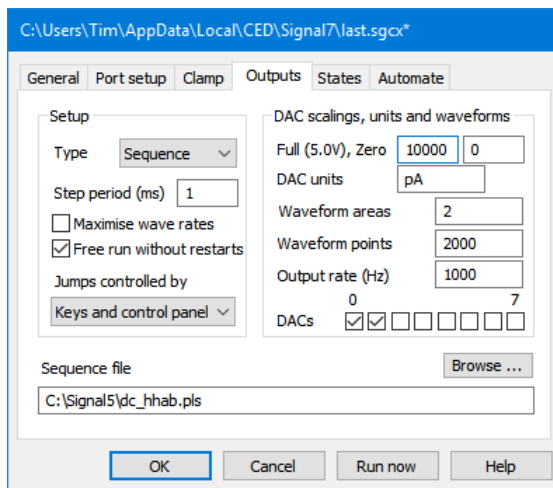 C:\Users\Tim\AppData\Local\CED\Signal7\last.sgcx*
General Port setup Clamp Outputs States Automate
Setup
Type Sequence
Step period (ms) 1
Maximise wave rates
Free run without restarts
Jumps controlled by
Keys and control panel
DAC scalings, units and waveforms
Full (5.0V), Zero 10000 0
DAC units pA
Waveform areas 2
Waveform points 2000
Output rate (Hz) 1000
0 7
DACs
Sequence file
Browse ...
C:\Signal5\dc_hhab.pls
OK Cancel Run now Help